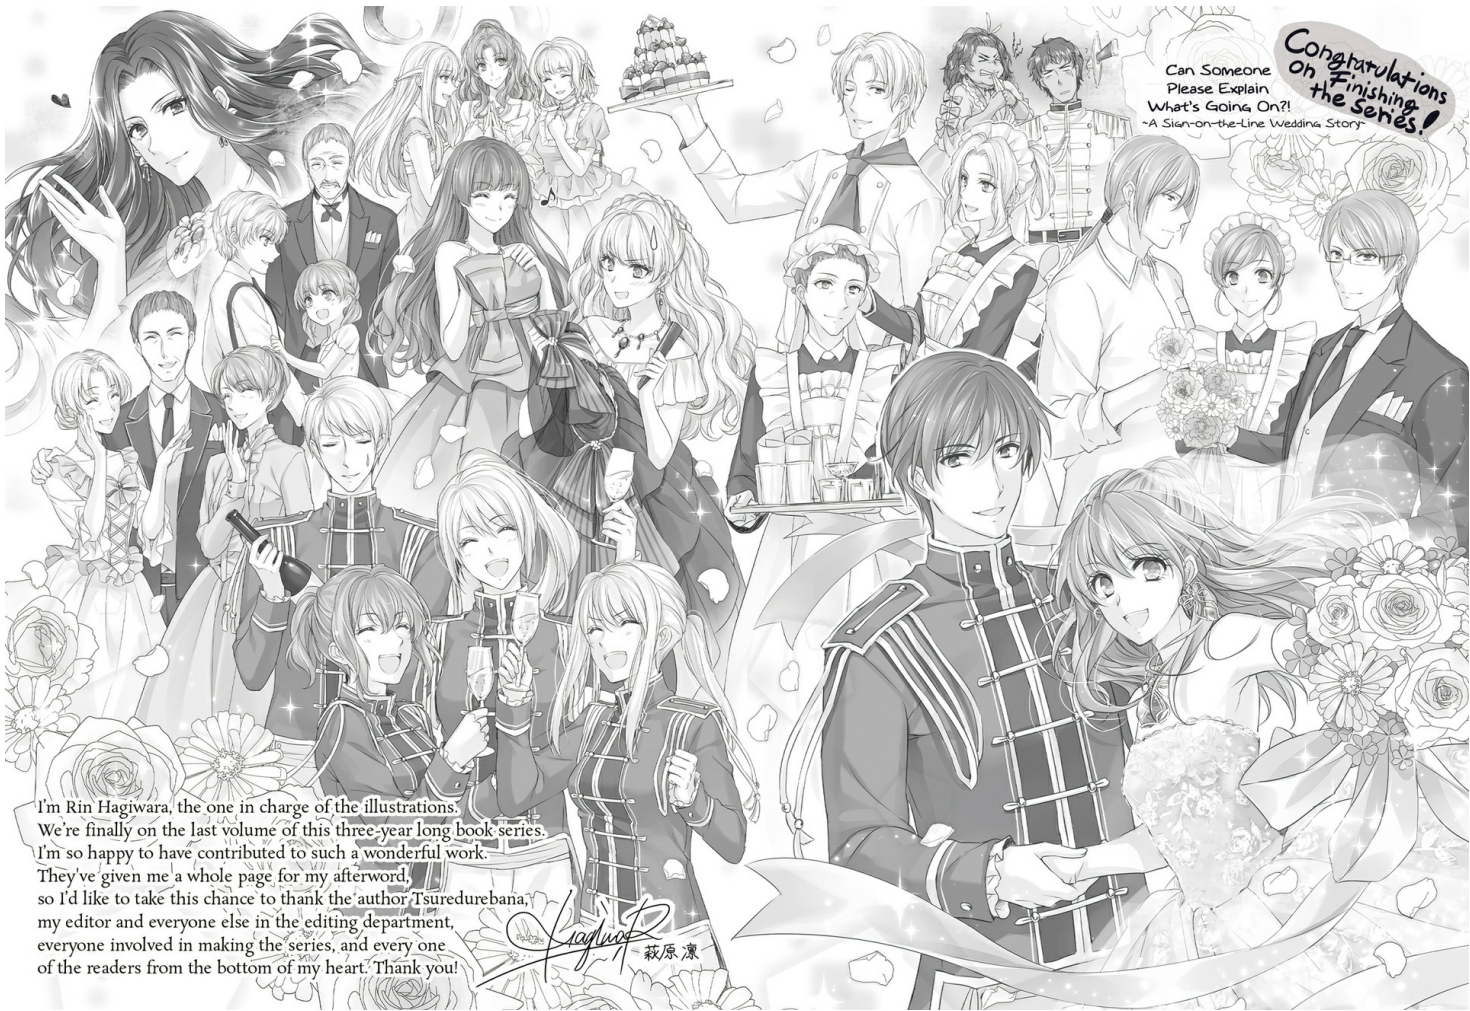 Can Someone
Please Explain
What's Going On?!
~A Sign-on-the-Line Wedding Story~
Congratulations
on Finishing
the Series!
I'm Rin Hagiwara, the one in charge of the illustrations.
We're finally on the last volume of this three-year long book series.
I'm so happy to have contributed to such a wonderful work.
They've given me a whole page for my afterword,
so I'd like to take this chance to thank the author Tsuredurebana,
my editor and everyone else in the editing department,
everyone involved in making the series, and every one
of the readers from the bottom of my heart. Thank you!
HagiwaR
萩原 凛